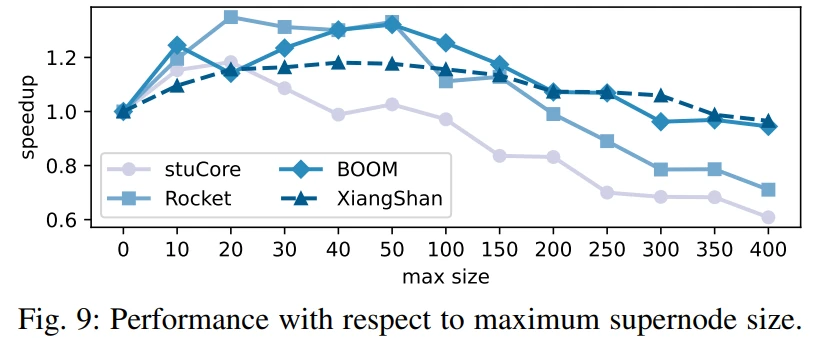 1.2
1.0
0.8
0.6
speedup
stuCore
Rocket
BOOM
XiangShan
0 10 20 30 40 50 100 150 200 250 300 350 400
max size
Fig. 9: Performance with respect to maximum supernode size.